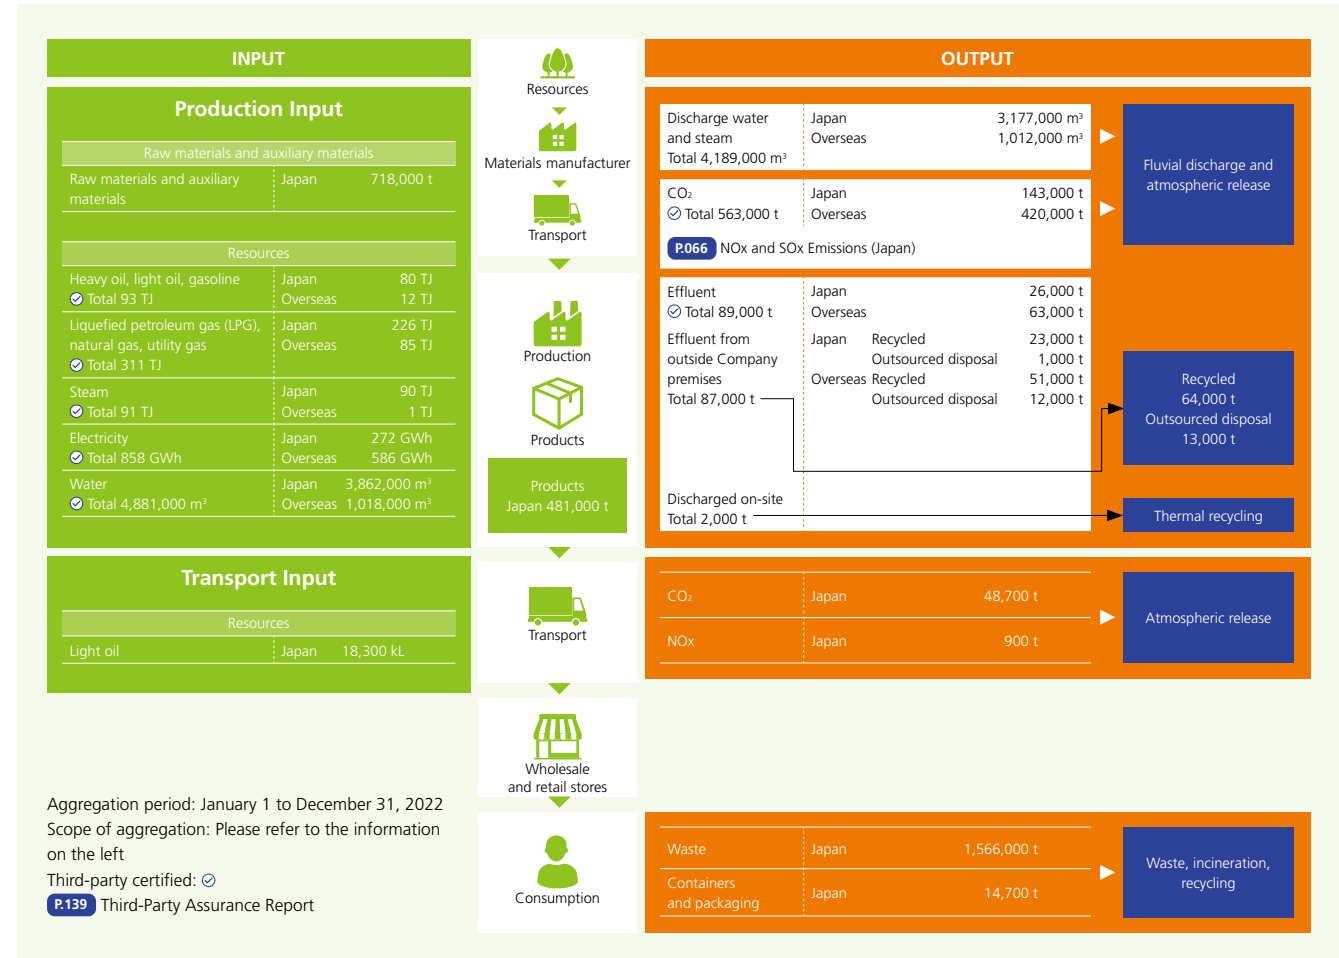 INPUT
Production Input
Raw materials and auxiliary materials
Raw materials and auxiliary materials Japan 718,000 t
Resources
Heavy oil, light oil, gasoline Japan 80 TJ
Total 93 TJ Overseas 12 TJ
Liquefied petroleum gas (LPG), Japan 226 TJ
natural gas, utility gas Overseas 85 TJ
Total 311 TJ
Steam Japan 90 TJ
Total 91 TJ Overseas 1 TJ
Electricity Japan 272 GWh
Total 858 GWh Overseas 586 GWh
Water Japan 3,862,000 m³
Total 4,881,000 m³ Overseas 1,018,000 m³
Transport Input
Resources
Light oil Japan 18,300 kL
Aggregation period: January 1 to December 31, 2022
Scope of aggregation: Please refer to the information
on the left
Third-party certified:
P.139 Third-Party Assurance Report
Resources
Materials manufacturer
Transport
Production
Products
Products
Japan 481,000 t
Transport
Wholesale
and retail stores
Consumption
OUTPUT
Discharge water Japan 3,177,000 m³
and steam Overseas 1,012,000 m³
Total 4,189,000 m³
Fluvial discharge and
atmospheric release
CO₂ Japan 143,000 t
Total 563,000 t Overseas 420,000 t
P.066 NOx and SOx Emissions (Japan)
Effluent Japan 26,000 t
Total 89,000 t Overseas 63,000 t
Effluent from Japan Recycled 23,000 t
outside Company Outsourced disposal 1,000 t
premises Overseas Recycled 51,000 t
Total 87,000 t Outsourced disposal 12,000 t
Recycled
64,000 t
Outsourced disposal
13,000 t
Discharged on-site
Total 2,000 t
Thermal recycling
CO₂ Japan 48,700 t
NOx Japan 900 t
Atmospheric release
Waste Japan 1,566,000 t
Containers
and packaging Japan 14,700 t
Waste, incineration,
recycling